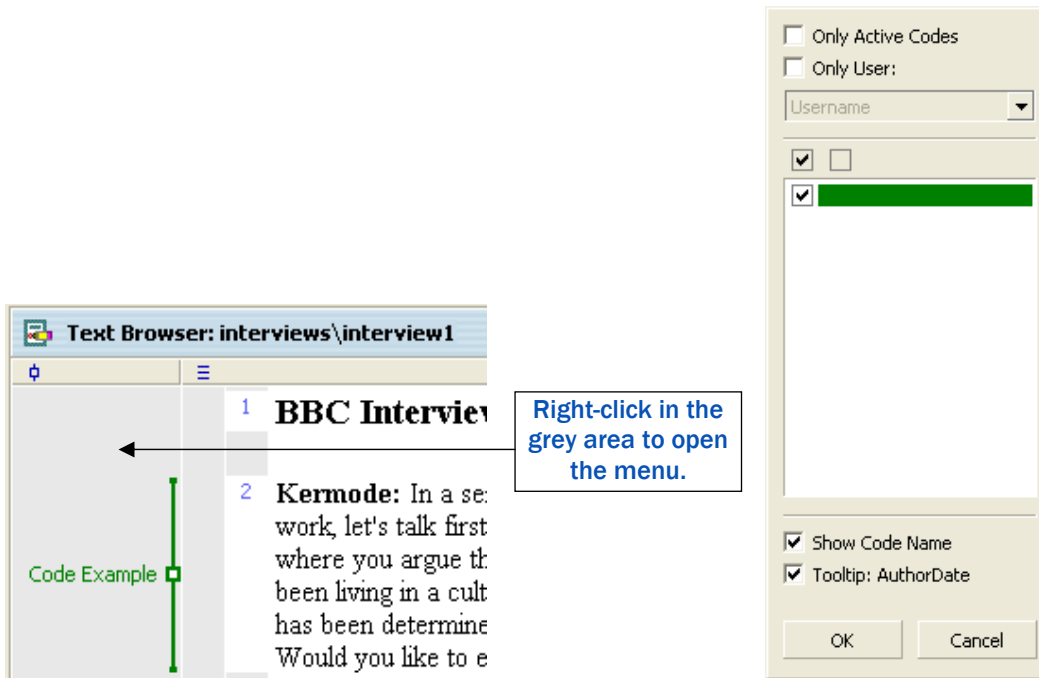 Text Browser: interviews\interview1
1 BBC Interview
2 Kermode: In a se
work, let's talk first
where you argue th
been living in a cult
has been determine
Would you like to e
Code Example
Right-click in the
grey area to open
the menu.
Only Active Codes
Only User:
Username
Show Code Name
Tooltip: AuthorDate
OK Cancel